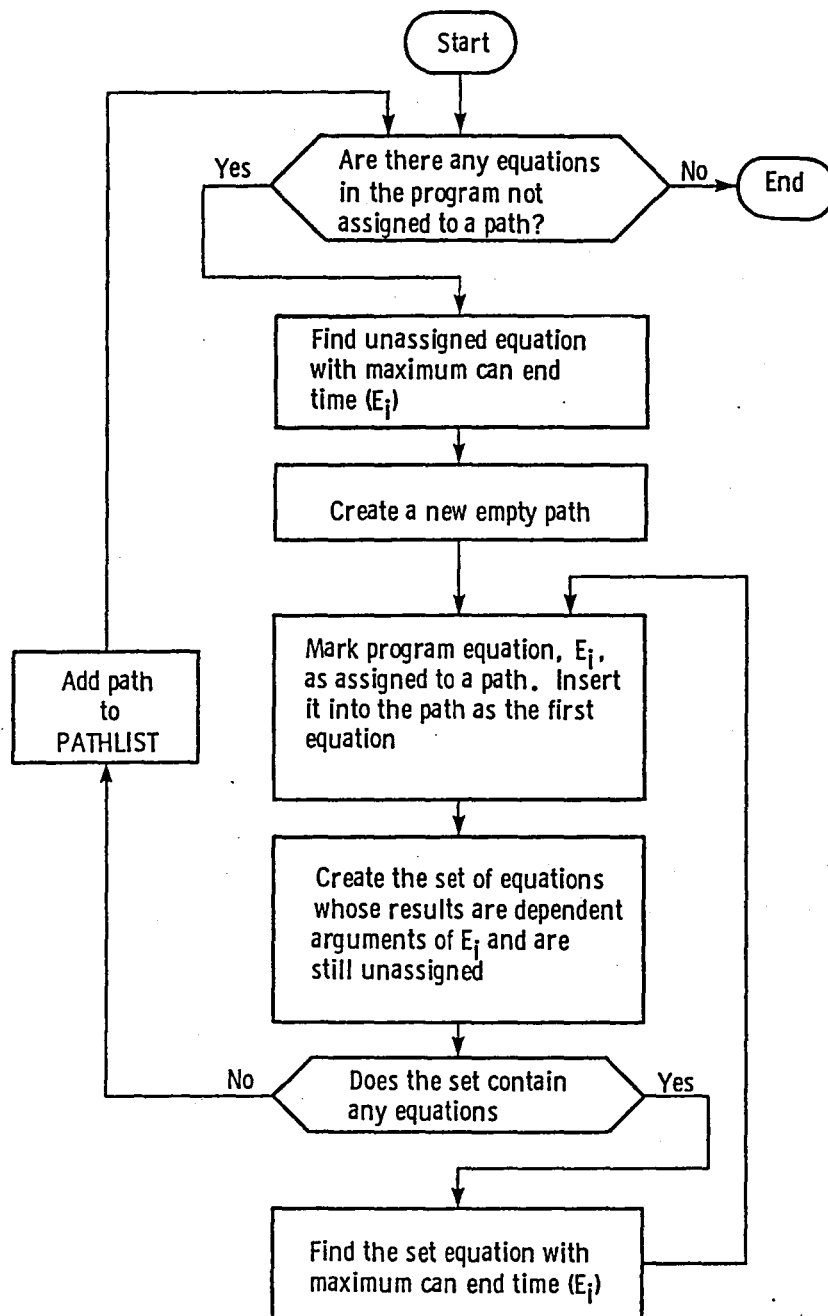 Start
Are there any equations
in the program not
assigned to a path?
Yes
No
End
Find unassigned equation
with maximum can end
time (Ei)
Create a new empty path
Mark program equation, Ei,
as assigned to a path. Insert
it into the path as the first
equation
Add path
to
PATHLIST
Create the set of equations
whose results are dependent
arguments of Ei and are
still unassigned
No
Does the set contain
any equations
Yes
Find the set equation with
maximum can end time (Ei)